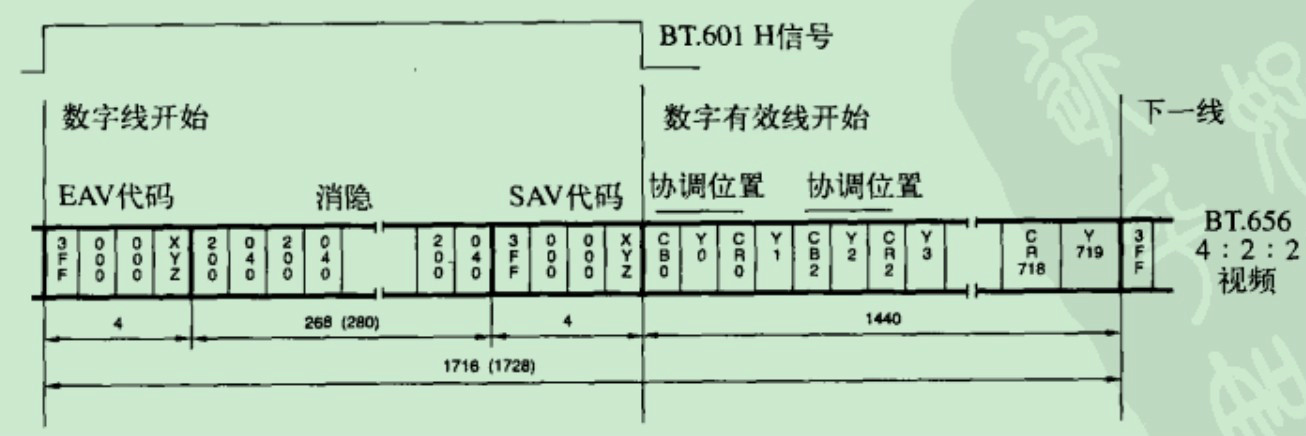 BT.601 H信号
数字线开始
数字有效线开始
下一线
EAV代码
消隐
SAV代码
协调位置
协调位置
3FF 000 000 XYZ 200 040 200 040 200 040 3FF 000 000 XYZ CB0 Y0 CR0 Y1 CB2 Y2 CR2 Y3 CR718 Y719 3FF
BT.656
4:2:2
视频
4
268 (280)
4
1440
1716 (1728)